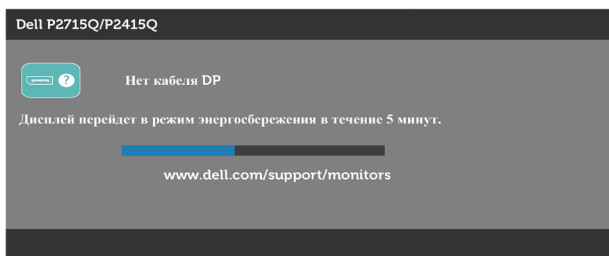 Dell P2715Q/P2415Q
?
Нет кабеля DP
Дисплей перейдет в режим энергосбережения в течение 5 минут.
www.dell.com/support/monitors